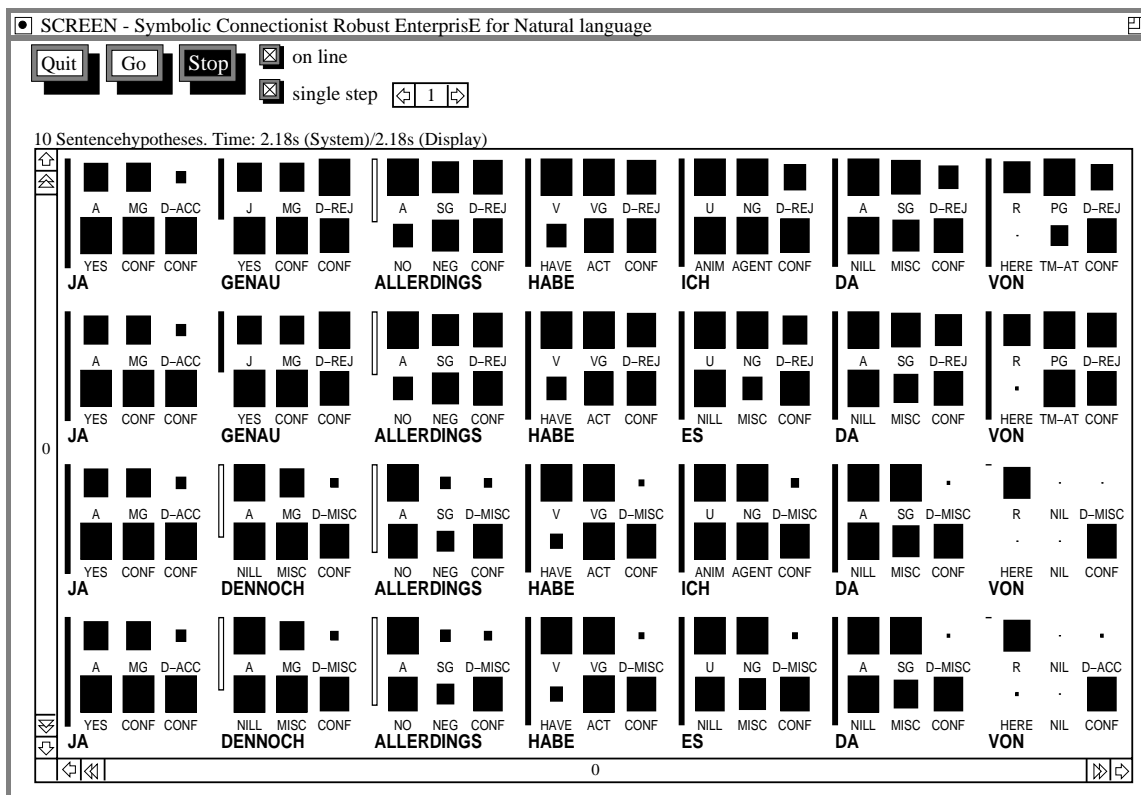 SCREEN - Symbolic Connectionist Robust EnterprisE for Natural language
Quit Go Stop on line
single step 1
10 Sentencehypotheses. Time: 2.18s (System)/2.18s (Display)
A MG D–ACC J MG D–REJ A SG D–REJ V VG D–REJ U NG D–REJ A SG D–REJ R PG D–REJ
YES CONF CONF YES CONF CONF NO NEG CONF HAVE ACT CONF ANIM AGENT CONF NILL MISC CONF HERE TM–AT CONF
JA GENAU ALLERDINGS HABE ICH DA VON
A MG D–ACC J MG D–REJ A SG D–REJ V VG D–REJ U NG D–REJ A SG D–REJ R PG D–REJ
YES CONF CONF YES CONF CONF NO NEG CONF HAVE ACT CONF NILL MISC CONF NILL MISC CONF HERE TM–AT CONF
JA GENAU ALLERDINGS HABE ES DA VON
0
A MG D–ACC A MG D–MISC A SG D–MISC V VG D–MISC U NG D–MISC A SG D–MISC R NIL D–MISC
YES CONF CONF NILL MISC CONF NO NEG CONF HAVE ACT CONF ANIM AGENT CONF NILL MISC CONF HERE NIL CONF
JA DENNOCH ALLERDINGS HABE ICH DA VON
A MG D–ACC A MG D–MISC A SG D–MISC V VG D–MISC U NG D–MISC A SG D–MISC R NIL D–ACC
YES CONF CONF NILL MISC CONF NO NEG CONF HAVE ACT CONF NILL MISC CONF NILL MISC CONF HERE NIL CONF
JA DENNOCH ALLERDINGS HABE ES DA VON
0